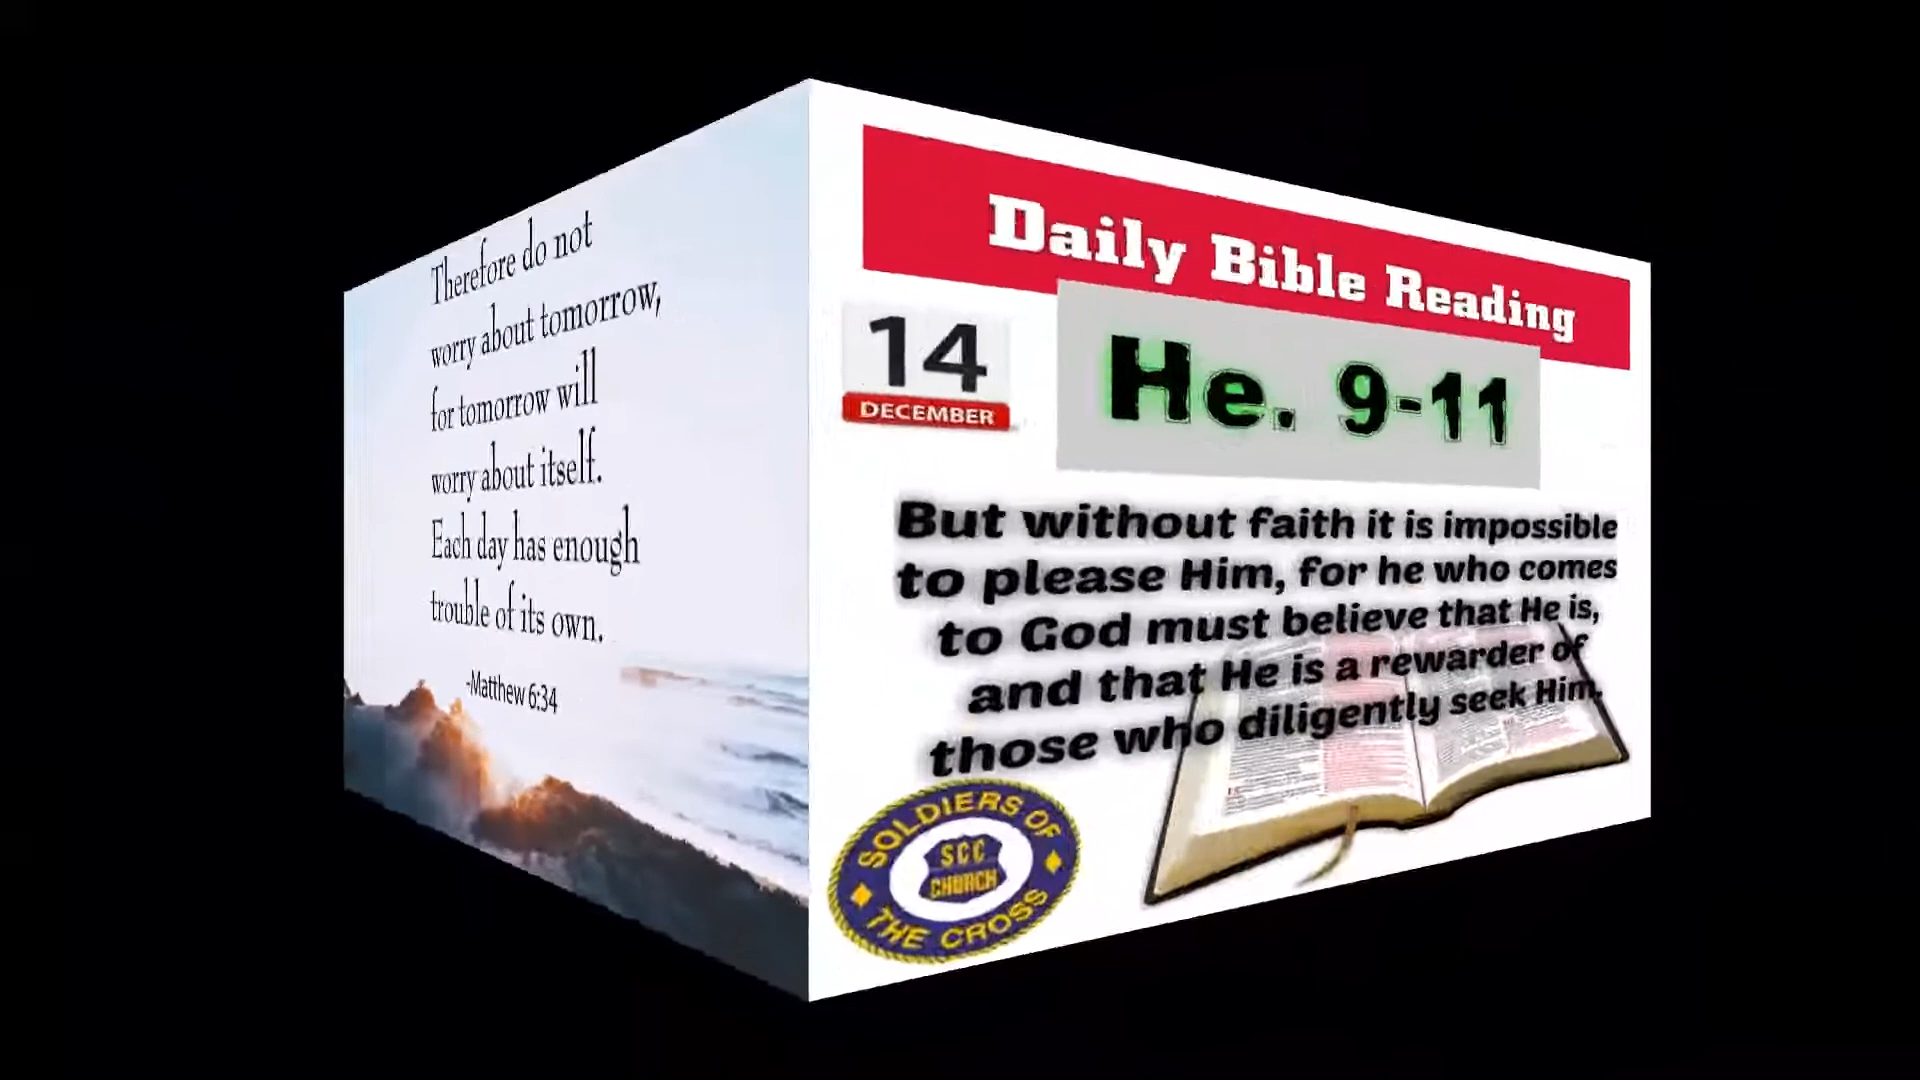 Therefore do not
worry about tomorrow,
for tomorrow will
worry about itself.
Each day has enough
trouble of its own.
-Matthew 6:34
Daily Bible Reading
14
DECEMBER
He. 9-11
But without faith it is impossible
to please Him, for he who comes
to God must believe that He is,
and that He is a rewarder of
those who diligently seek Him.
SOLDIERS OF
SCC
CHURCH
THE CROSS